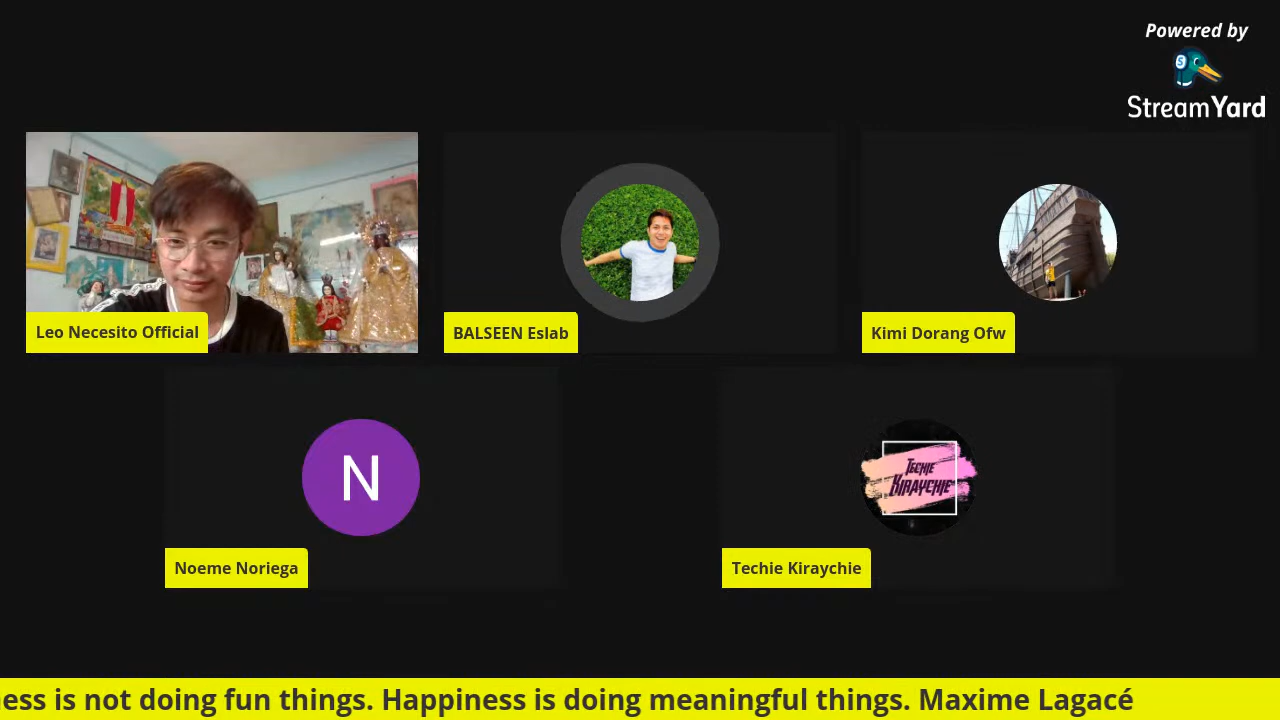 Powered by
StreamYard
Leo Necesito Official
BALSEEN Eslab
Kimi Dorang Ofw
N
Noeme Noriega
TECHIE
KIRAYCHIE
Techie Kiraychie
ess is not doing fun things. Happiness is doing meaningful things. Maxime Lagacé